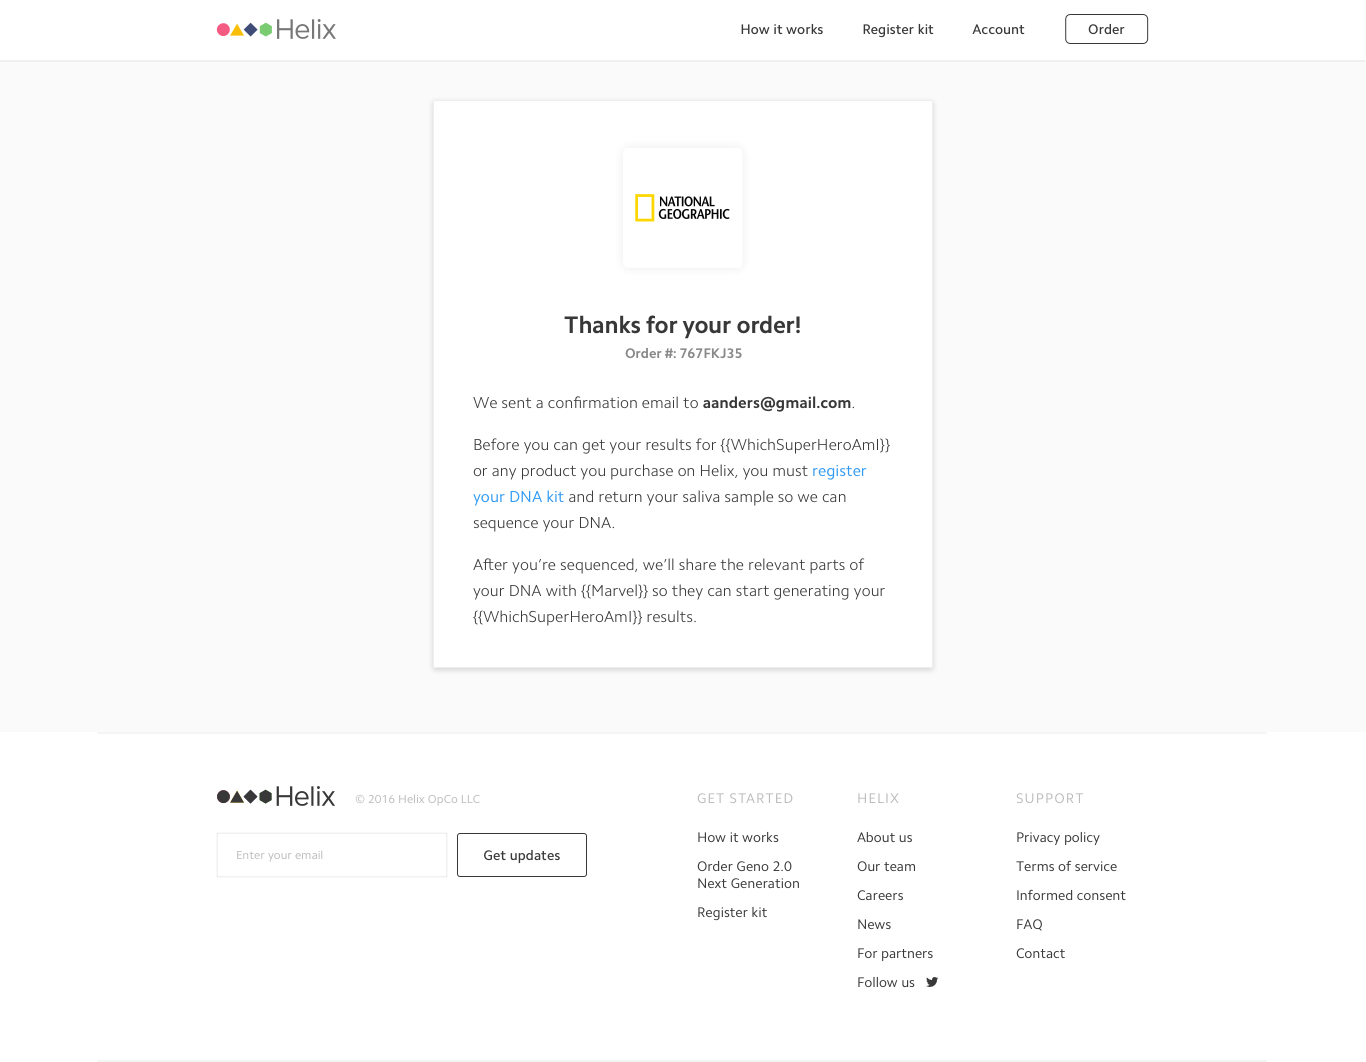 Helix
How it works
Register kit
Account
Order
NATIONAL
GEOGRAPHIC
Thanks for your order!
Order #: 767FKJ35
We sent a confirmation email to aanders@gmail.com.
Before you can get your results for {{WhichSuperHeroAmI}}
or any product you purchase on Helix, you must register
your DNA kit and return your saliva sample so we can
sequence your DNA.
After you’re sequenced, we’ll share the relevant parts of
your DNA with {{Marvel}} so they can start generating your
{{WhichSuperHeroAmI}} results.
Helix
© 2016 Helix OpCo LLC
Enter your email
Get updates
GET STARTED
How it works
Order Geno 2.0
Next Generation
Register kit
HELIX
About us
Our team
Careers
News
For partners
Follow us
SUPPORT
Privacy policy
Terms of service
Informed consent
FAQ
Contact